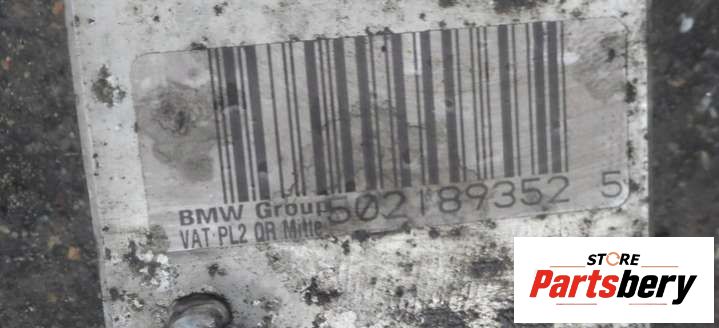 BMW Group 502189352 5
VAT PL2 QR Mitte
STORE
Partsbery